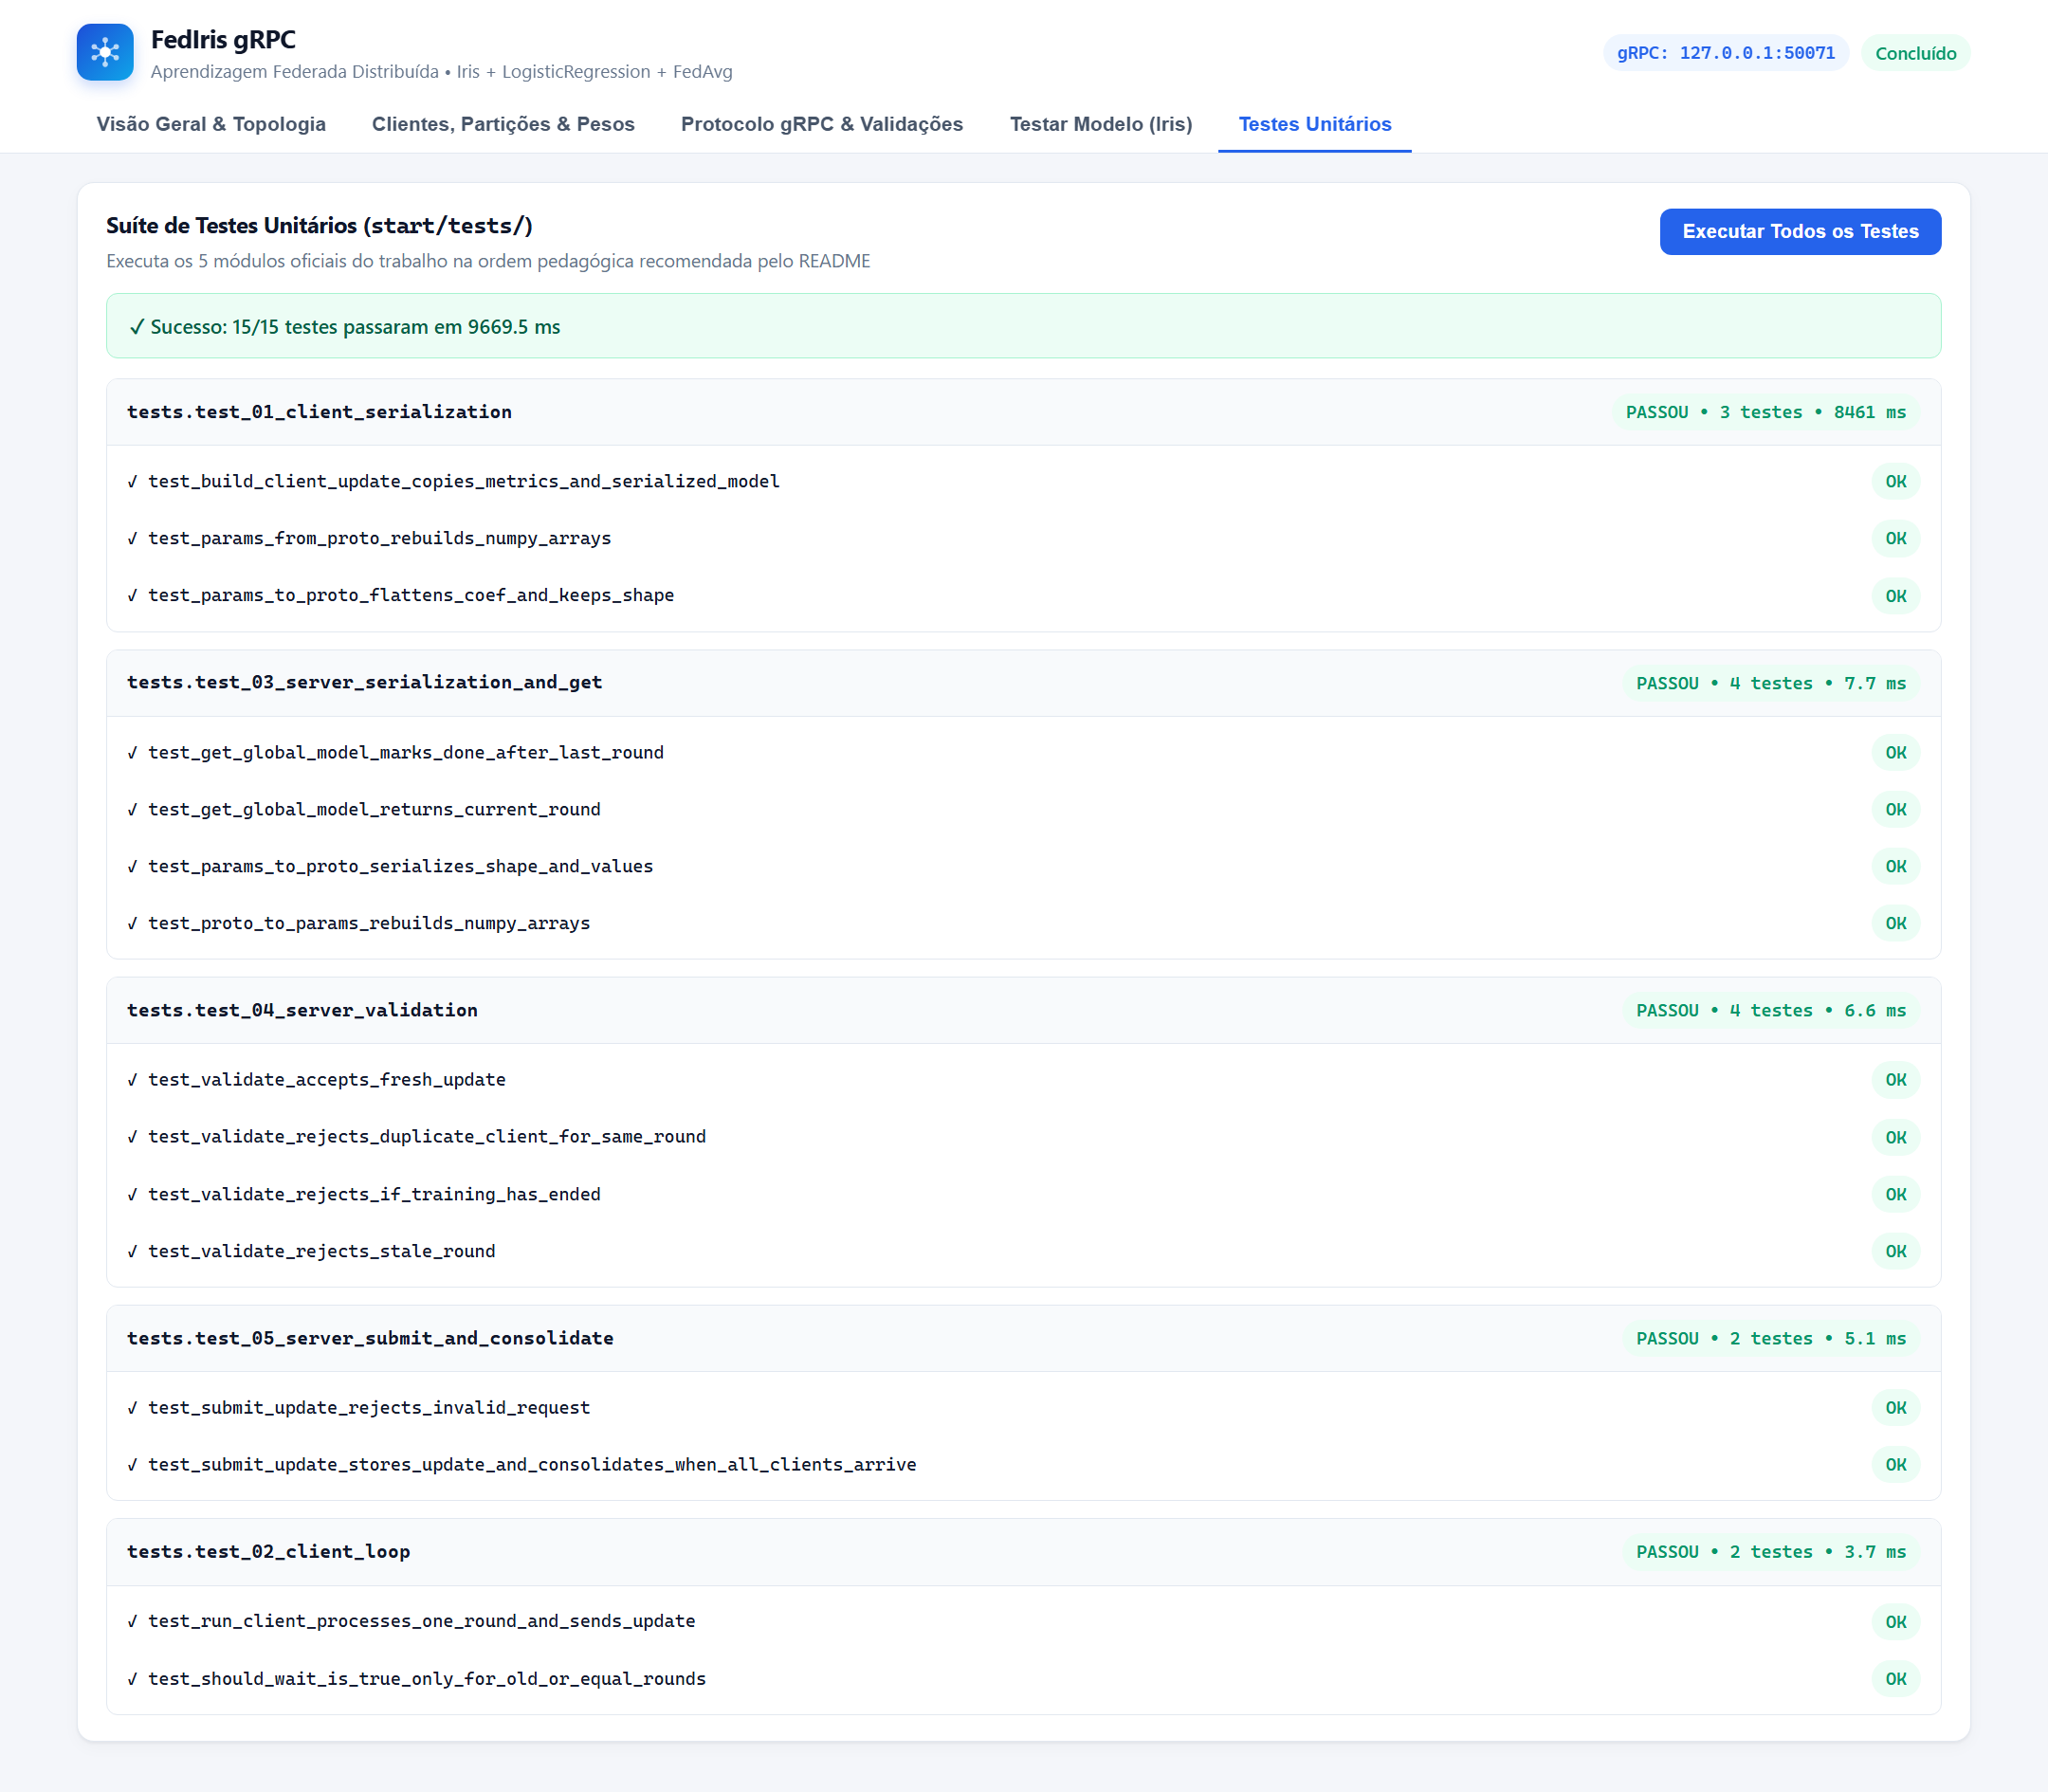 FedIris gRPC
Aprendizagem Federada Distribuída • Iris + LogisticRegression + FedAvg
gRPC: 127.0.0.1:50071
Concluído
Visão Geral & Topologia
Clientes, Partições & Pesos
Protocolo gRPC & Validações
Testar Modelo (Iris)
Testes Unitários
Suíte de Testes Unitários (start/tests/)
Executa os 5 módulos oficiais do trabalho na ordem pedagógica recomendada pelo README
Executar Todos os Testes
✓ Sucesso: 15/15 testes passaram em 9669.5 ms
tests.test_01_client_serialization
PASSOU • 3 testes • 8461 ms
✓ test_build_client_update_copies_metrics_and_serialized_model
OK
✓ test_params_from_proto_rebuilds_numpy_arrays
OK
✓ test_params_to_proto_flattens_coef_and_keeps_shape
OK
tests.test_03_server_serialization_and_get
PASSOU • 4 testes • 7.7 ms
✓ test_get_global_model_marks_done_after_last_round
OK
✓ test_get_global_model_returns_current_round
OK
✓ test_params_to_proto_serializes_shape_and_values
OK
✓ test_proto_to_params_rebuilds_numpy_arrays
OK
tests.test_04_server_validation
PASSOU • 4 testes • 6.6 ms
✓ test_validate_accepts_fresh_update
OK
✓ test_validate_rejects_duplicate_client_for_same_round
OK
✓ test_validate_rejects_if_training_has_ended
OK
✓ test_validate_rejects_stale_round
OK
tests.test_05_server_submit_and_consolidate
PASSOU • 2 testes • 5.1 ms
✓ test_submit_update_rejects_invalid_request
OK
✓ test_submit_update_stores_update_and_consolidates_when_all_clients_arrive
OK
tests.test_02_client_loop
PASSOU • 2 testes • 3.7 ms
✓ test_run_client_processes_one_round_and_sends_update
OK
✓ test_should_wait_is_true_only_for_old_or_equal_rounds
OK